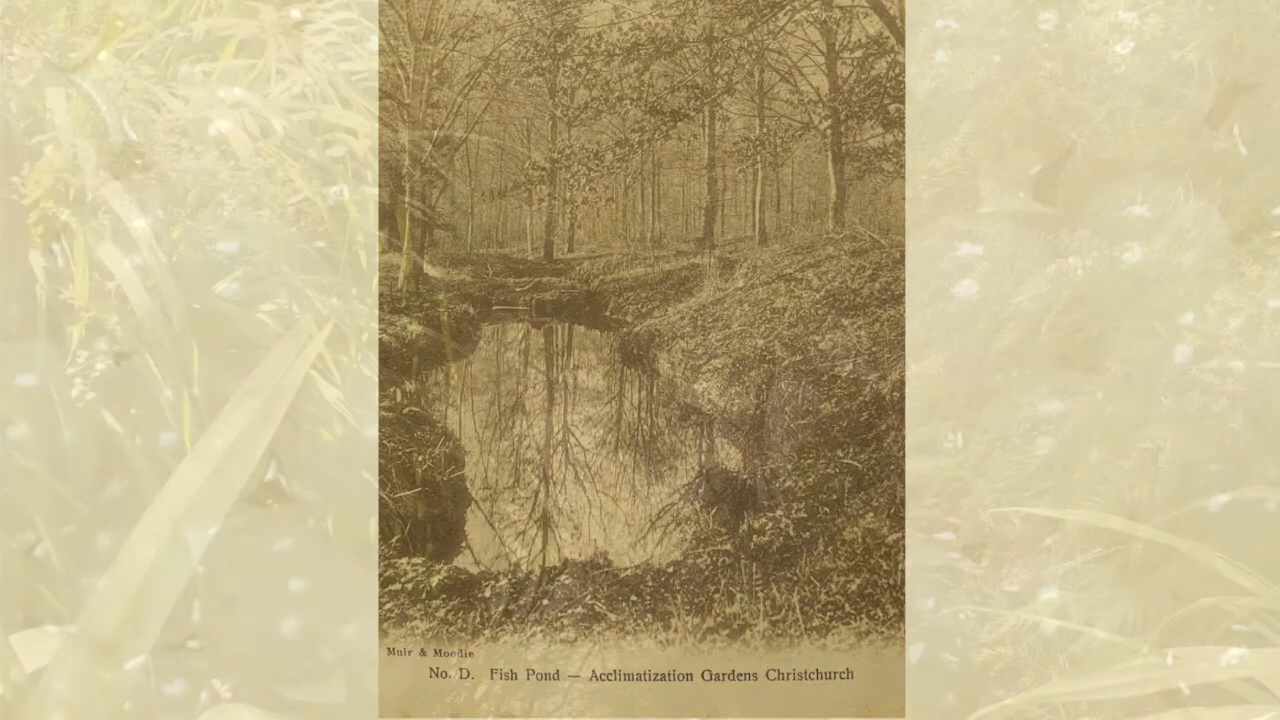 Muir & Moodie
No. D. Fish Pond — Acclimatization Gardens Christchurch